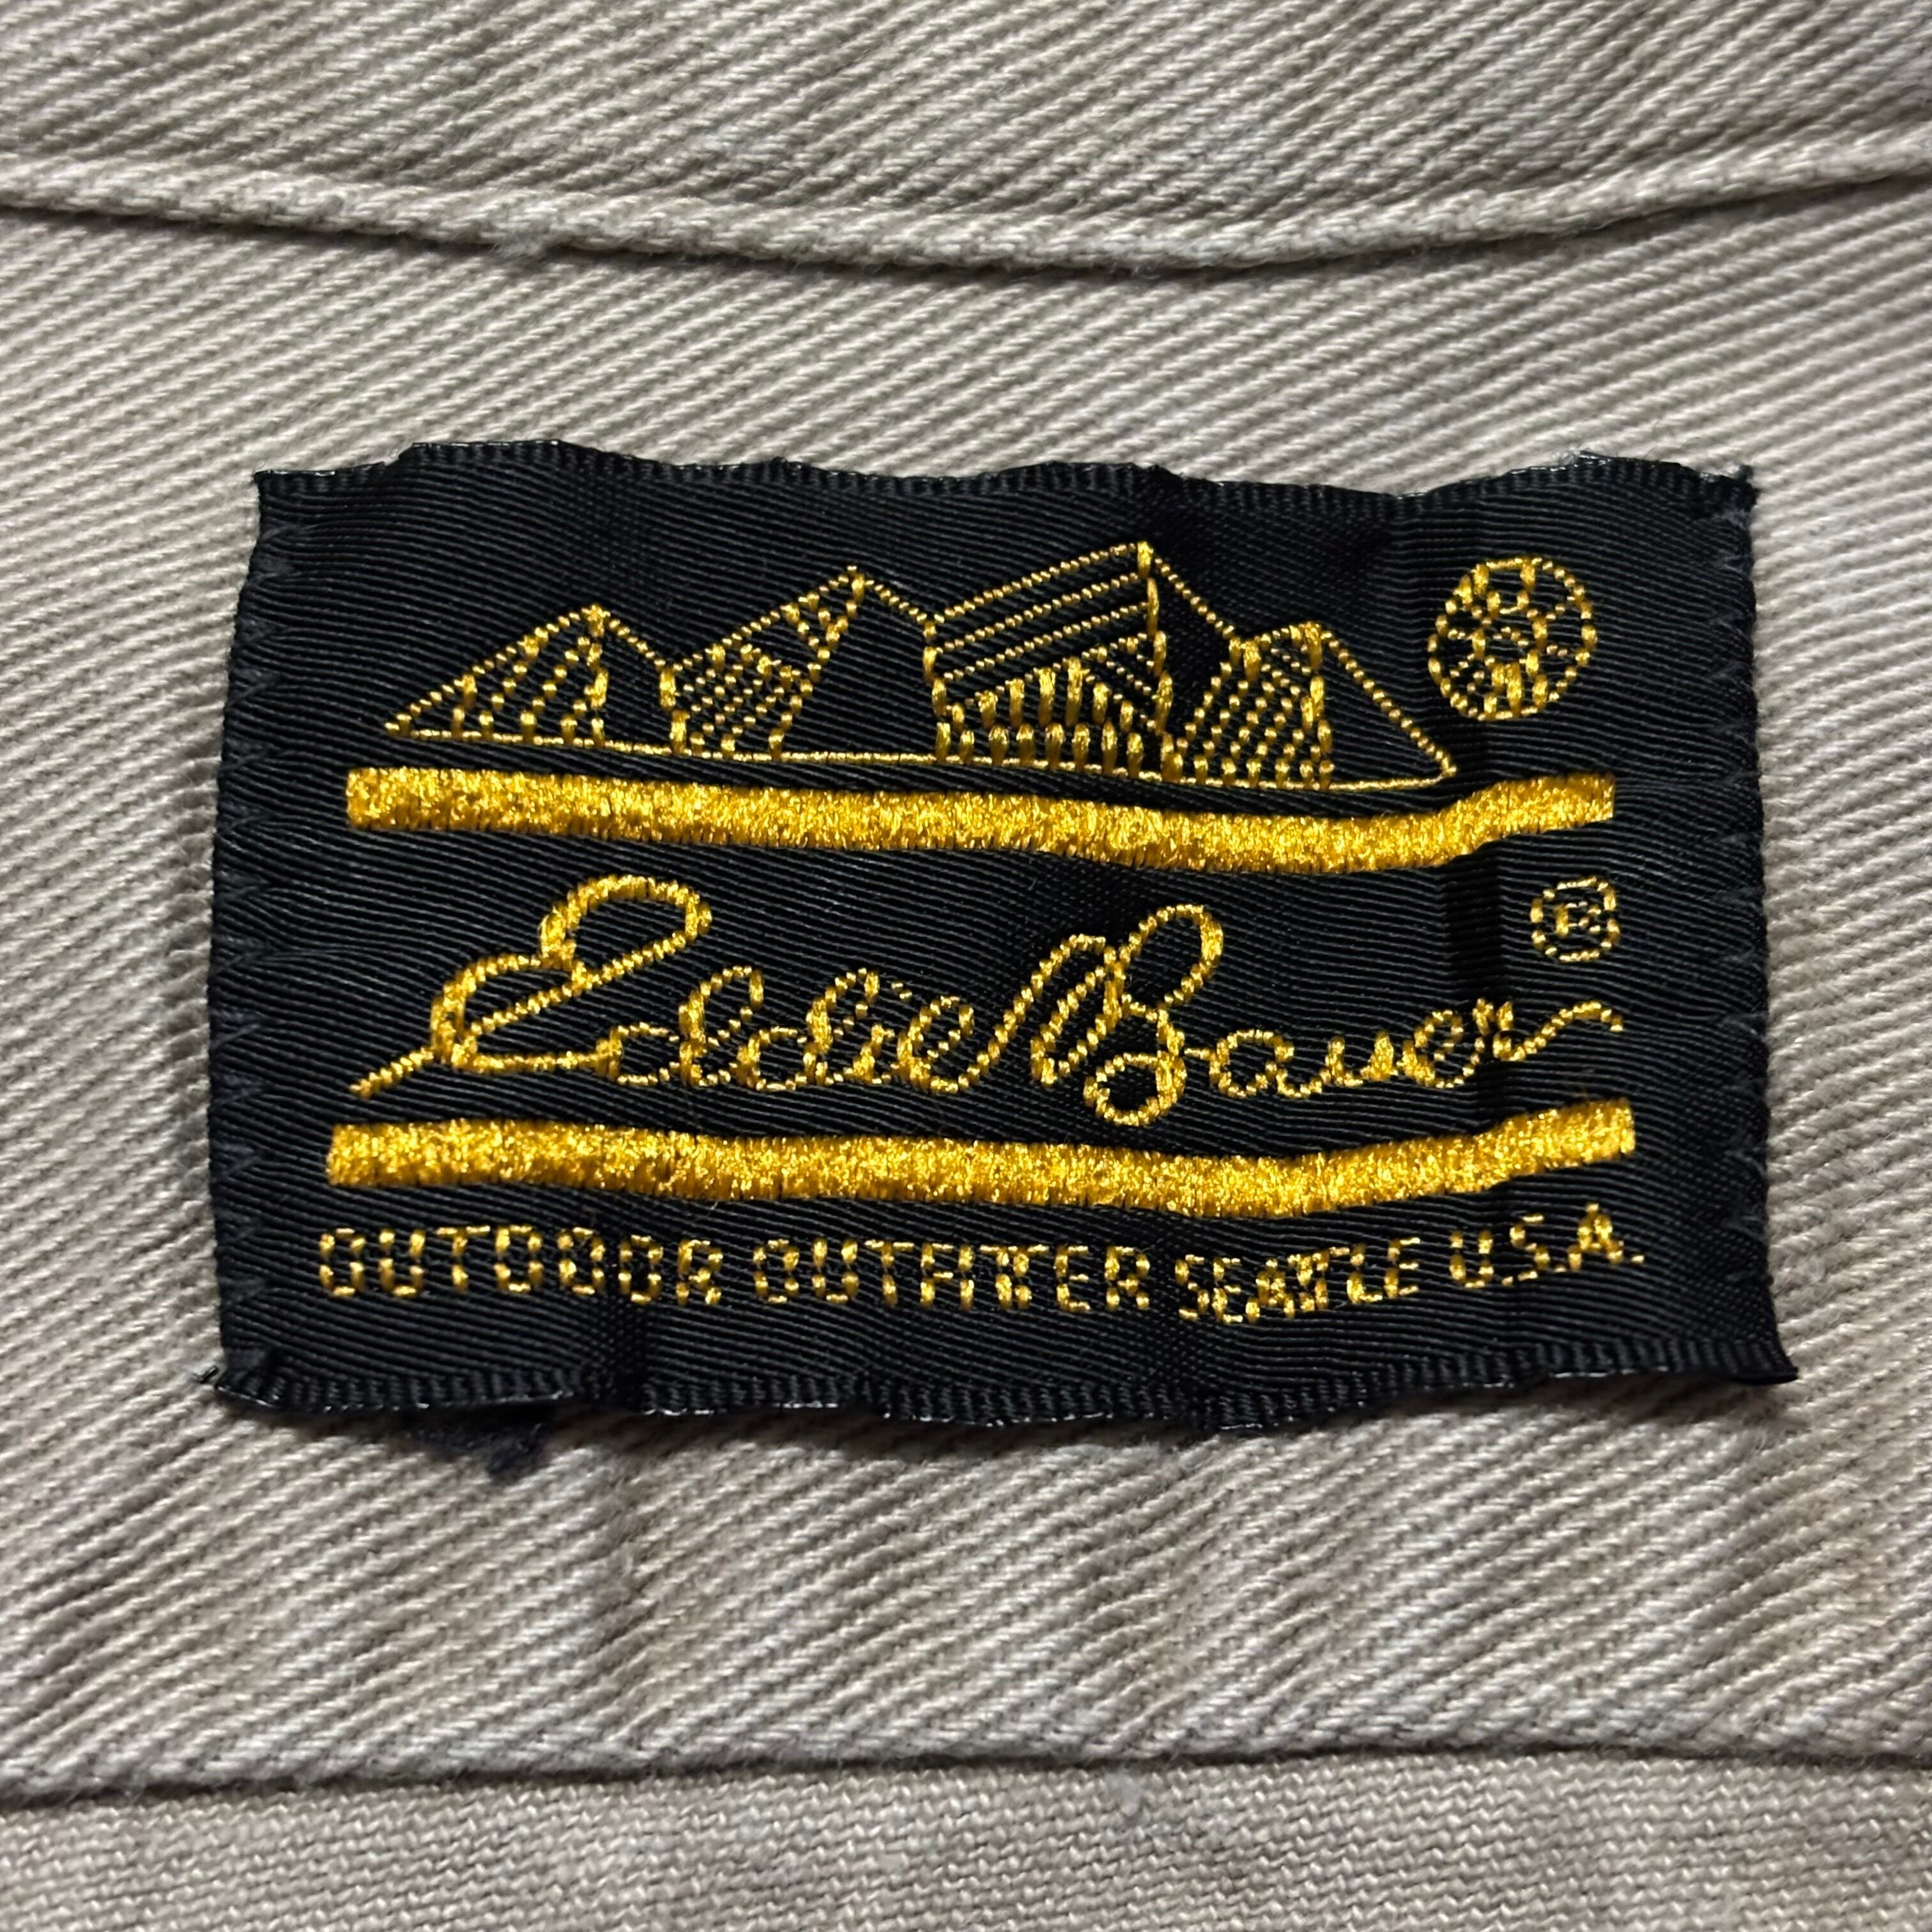 Eddie Bauer ®
OUTDOOR OUTFITTER SEATTLE U.S.A.